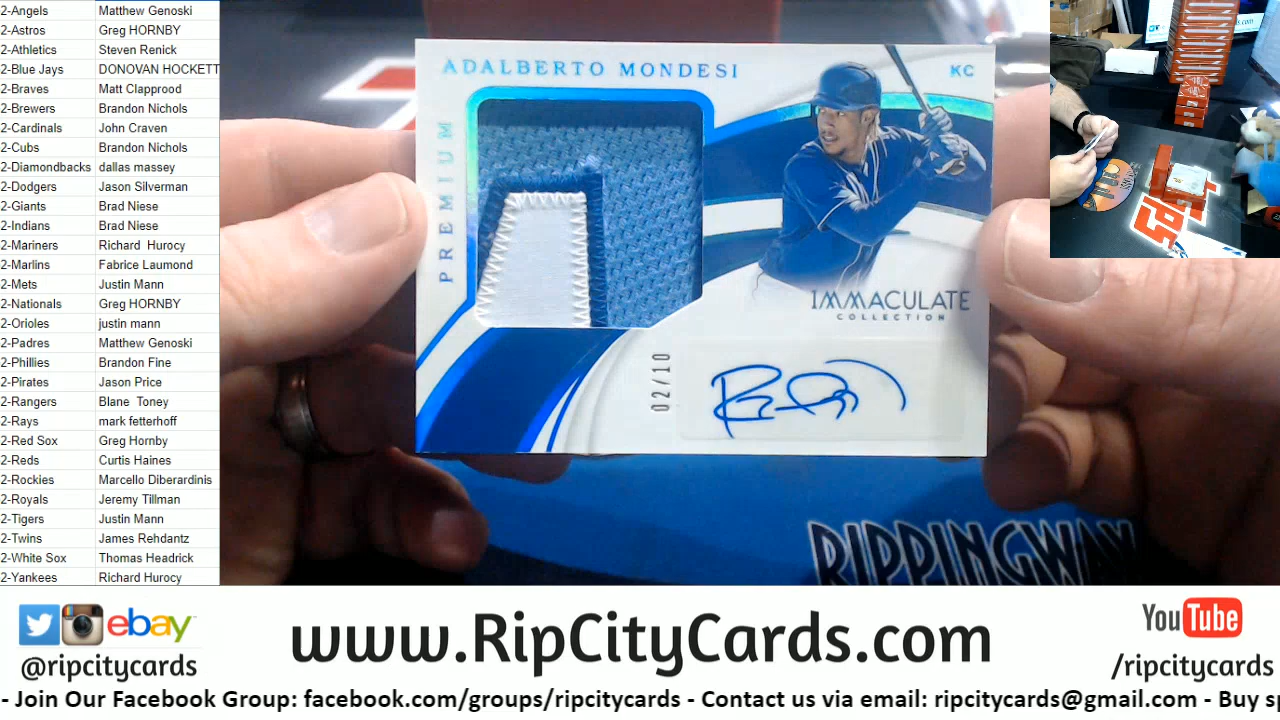 2-Angels Matthew Genoski
2-Astros Greg HORNBY
2-Athletics Steven Renick
2-Blue Jays DONOVAN HOCKETT
2-Braves Matt Clapprood
2-Brewers Brandon Nichols
2-Cardinals John Craven
2-Cubs Brandon Nichols
2-Diamondbacks dallas massey
2-Dodgers Jason Silverman
2-Giants Brad Niese
2-Indians Brad Niese
2-Mariners Richard Hurocy
2-Marlins Fabrice Laumond
2-Mets Justin Mann
2-Nationals Greg HORNBY
2-Orioles justin mann
2-Padres Matthew Genoski
2-Phillies Brandon Fine
2-Pirates Jason Price
2-Rangers Blane Toney
2-Rays mark fetterhoff
2-Red Sox Greg Hornby
2-Reds Curtis Haines
2-Rockies Marcello Diberardinis
2-Royals Jeremy Tillman
2-Tigers Justin Mann
2-Twins James Rehdantz
2-White Sox Thomas Headrick
2-Yankees Richard Hurocy
ADALBERTO MONDESI KC
PREMIUM
IMMACULATE
COLLECTION
02/10
RIPPINGWAX
ebay
@ripcitycards
www.RipCityCards.com
YouTube
/ripcitycards
- Join Our Facebook Group: facebook.com/groups/ripcitycards - Contact us via email: ripcitycards@gmail.com - Buy